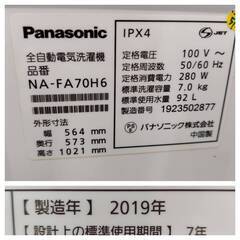 Panasonic
全自動電気洗濯機
品番
NA-FA70H6
外形寸法
幅 564 mm
奥行 573 mm
高さ 1021 mm
IPX4
JET
定格電圧 100 V ~
定格周波数 50/60 Hz
定格消費電力 280 W
標準洗濯容量 7.0 kg
標準使用水量 92 L
製造番号 1923502877
パナソニック株式会社
中国製
【製造年】 2019年
【設計上の標準使用期間】 7年